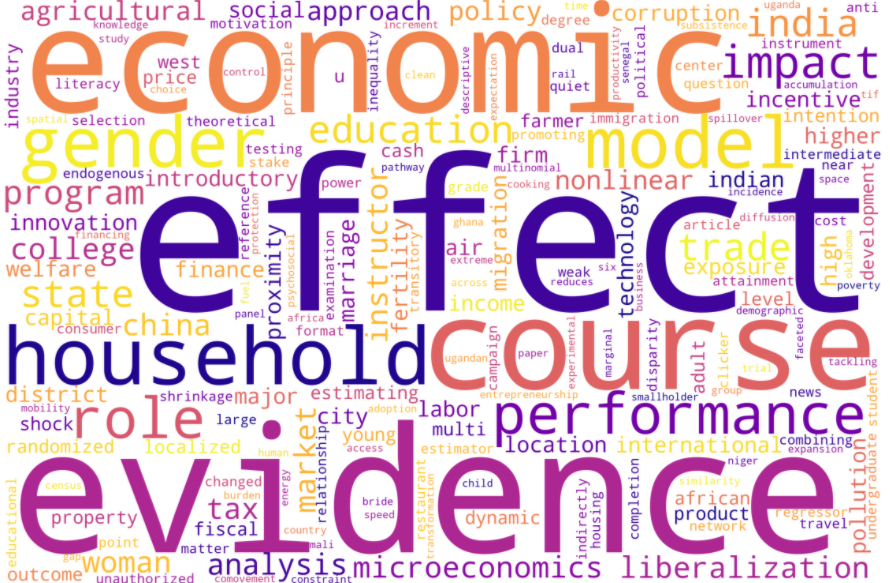 agricultural
social
approach
policy
time
degree
corruption
uganda
anti
knowledge
study
motivation
increment
subsistence
india
economic
industry
west
price
literacy
choice
control
principle
u
inequality
clean
descriptive
expectation
dual
rail
quiet
productivity
senegal
political
center
question
instrument
impact
accumulation
incentive
tif
spatial
selection
theoretical
education
farmer
promoting
immigration
spillover
intention
higher
gender
model
testing
stake
cash
pathway
firm
multinomial
intermediate
near
space
endogenous
introductory
power
grade
cooking
nonlinear
indian
incidence
program
effect
innovation
financing
reference
protection
instructor
fertility
transitory
marriage
examination
psychosocial
proximity
ghana
migration
air
extreme
across
weak
six
reduces
technology
business
article
diffusion
cost
development
trade
exposure
high
oklahoma
attainment
poverty
college
welfare
finance
fuel
state
capital
consumer
china
panel
africa
format
income
level
demographic
household
course
campaign
ugandan
paper
experimental
marginal
disparity
adult
clicker
trial
group
faceted
tackling
district
mobility
shrinkage
major
estimating
entrepreneurship
smallholder
news
shock
role
large
city
adoption
labor
multi
performance
randomized
localized
human
market
relationship
young
access
estimator
location
international
combining
expansion
undergraduate student
evidence
educational
census
changed
burden
energy
bride
speed
restaurant
transformation
child
indirectly
housing
completion
similarity
niger
african
product
network
regressor
travel
pollution
property
tax
fiscal
matter
country
mali
dynamic
point
gap
woman
outcome
unauthorized
comovement
analysis
constraint
microeconomics
liberalization